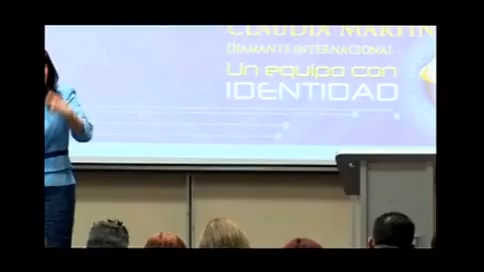 CLAUDIA MARTIN
DIAMANTE INTERNACIONAL
Un equipo con
IDENTIDAD